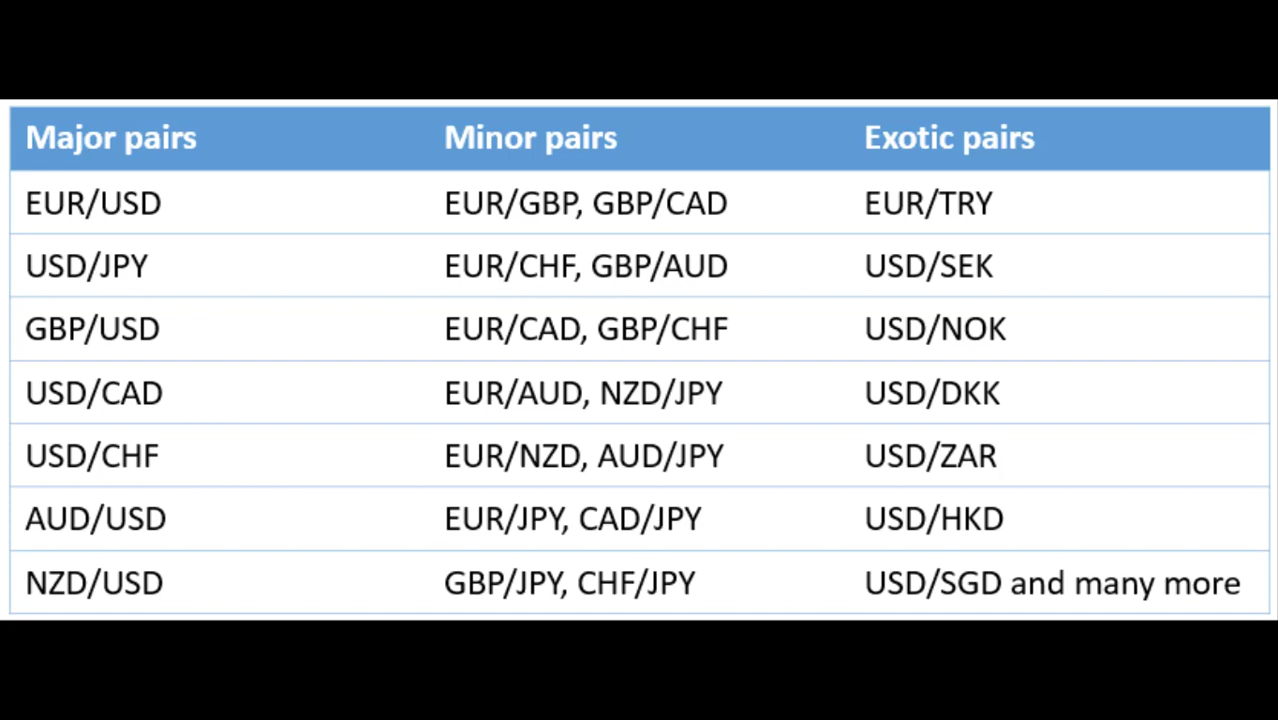 Major pairs Minor pairs Exotic pairs
EUR/USD EUR/GBP, GBP/CAD EUR/TRY
USD/JPY EUR/CHF, GBP/AUD USD/SEK
GBP/USD EUR/CAD, GBP/CHF USD/NOK
USD/CAD EUR/AUD, NZD/JPY USD/DKK
USD/CHF EUR/NZD, AUD/JPY USD/ZAR
AUD/USD EUR/JPY, CAD/JPY USD/HKD
NZD/USD GBP/JPY, CHF/JPY USD/SGD and many more